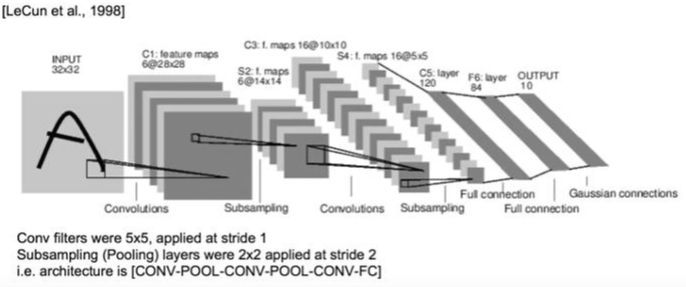 [LeCun et al., 1998]
INPUT
32x32
C1: feature maps
6@28x28
C3: f. maps 16@10x10
S2: f. maps
6@14x14
S4: f. maps 16@5x5
C5: layer
120
F6: layer
84
OUTPUT
10
Convolutions
Subsampling
Convolutions
Subsampling
Full connection
Full connection
Gaussian connections
Conv filters were 5x5, applied at stride 1
Subsampling (Pooling) layers were 2x2 applied at stride 2
i.e. architecture is [CONV-POOL-CONV-POOL-CONV-FC]